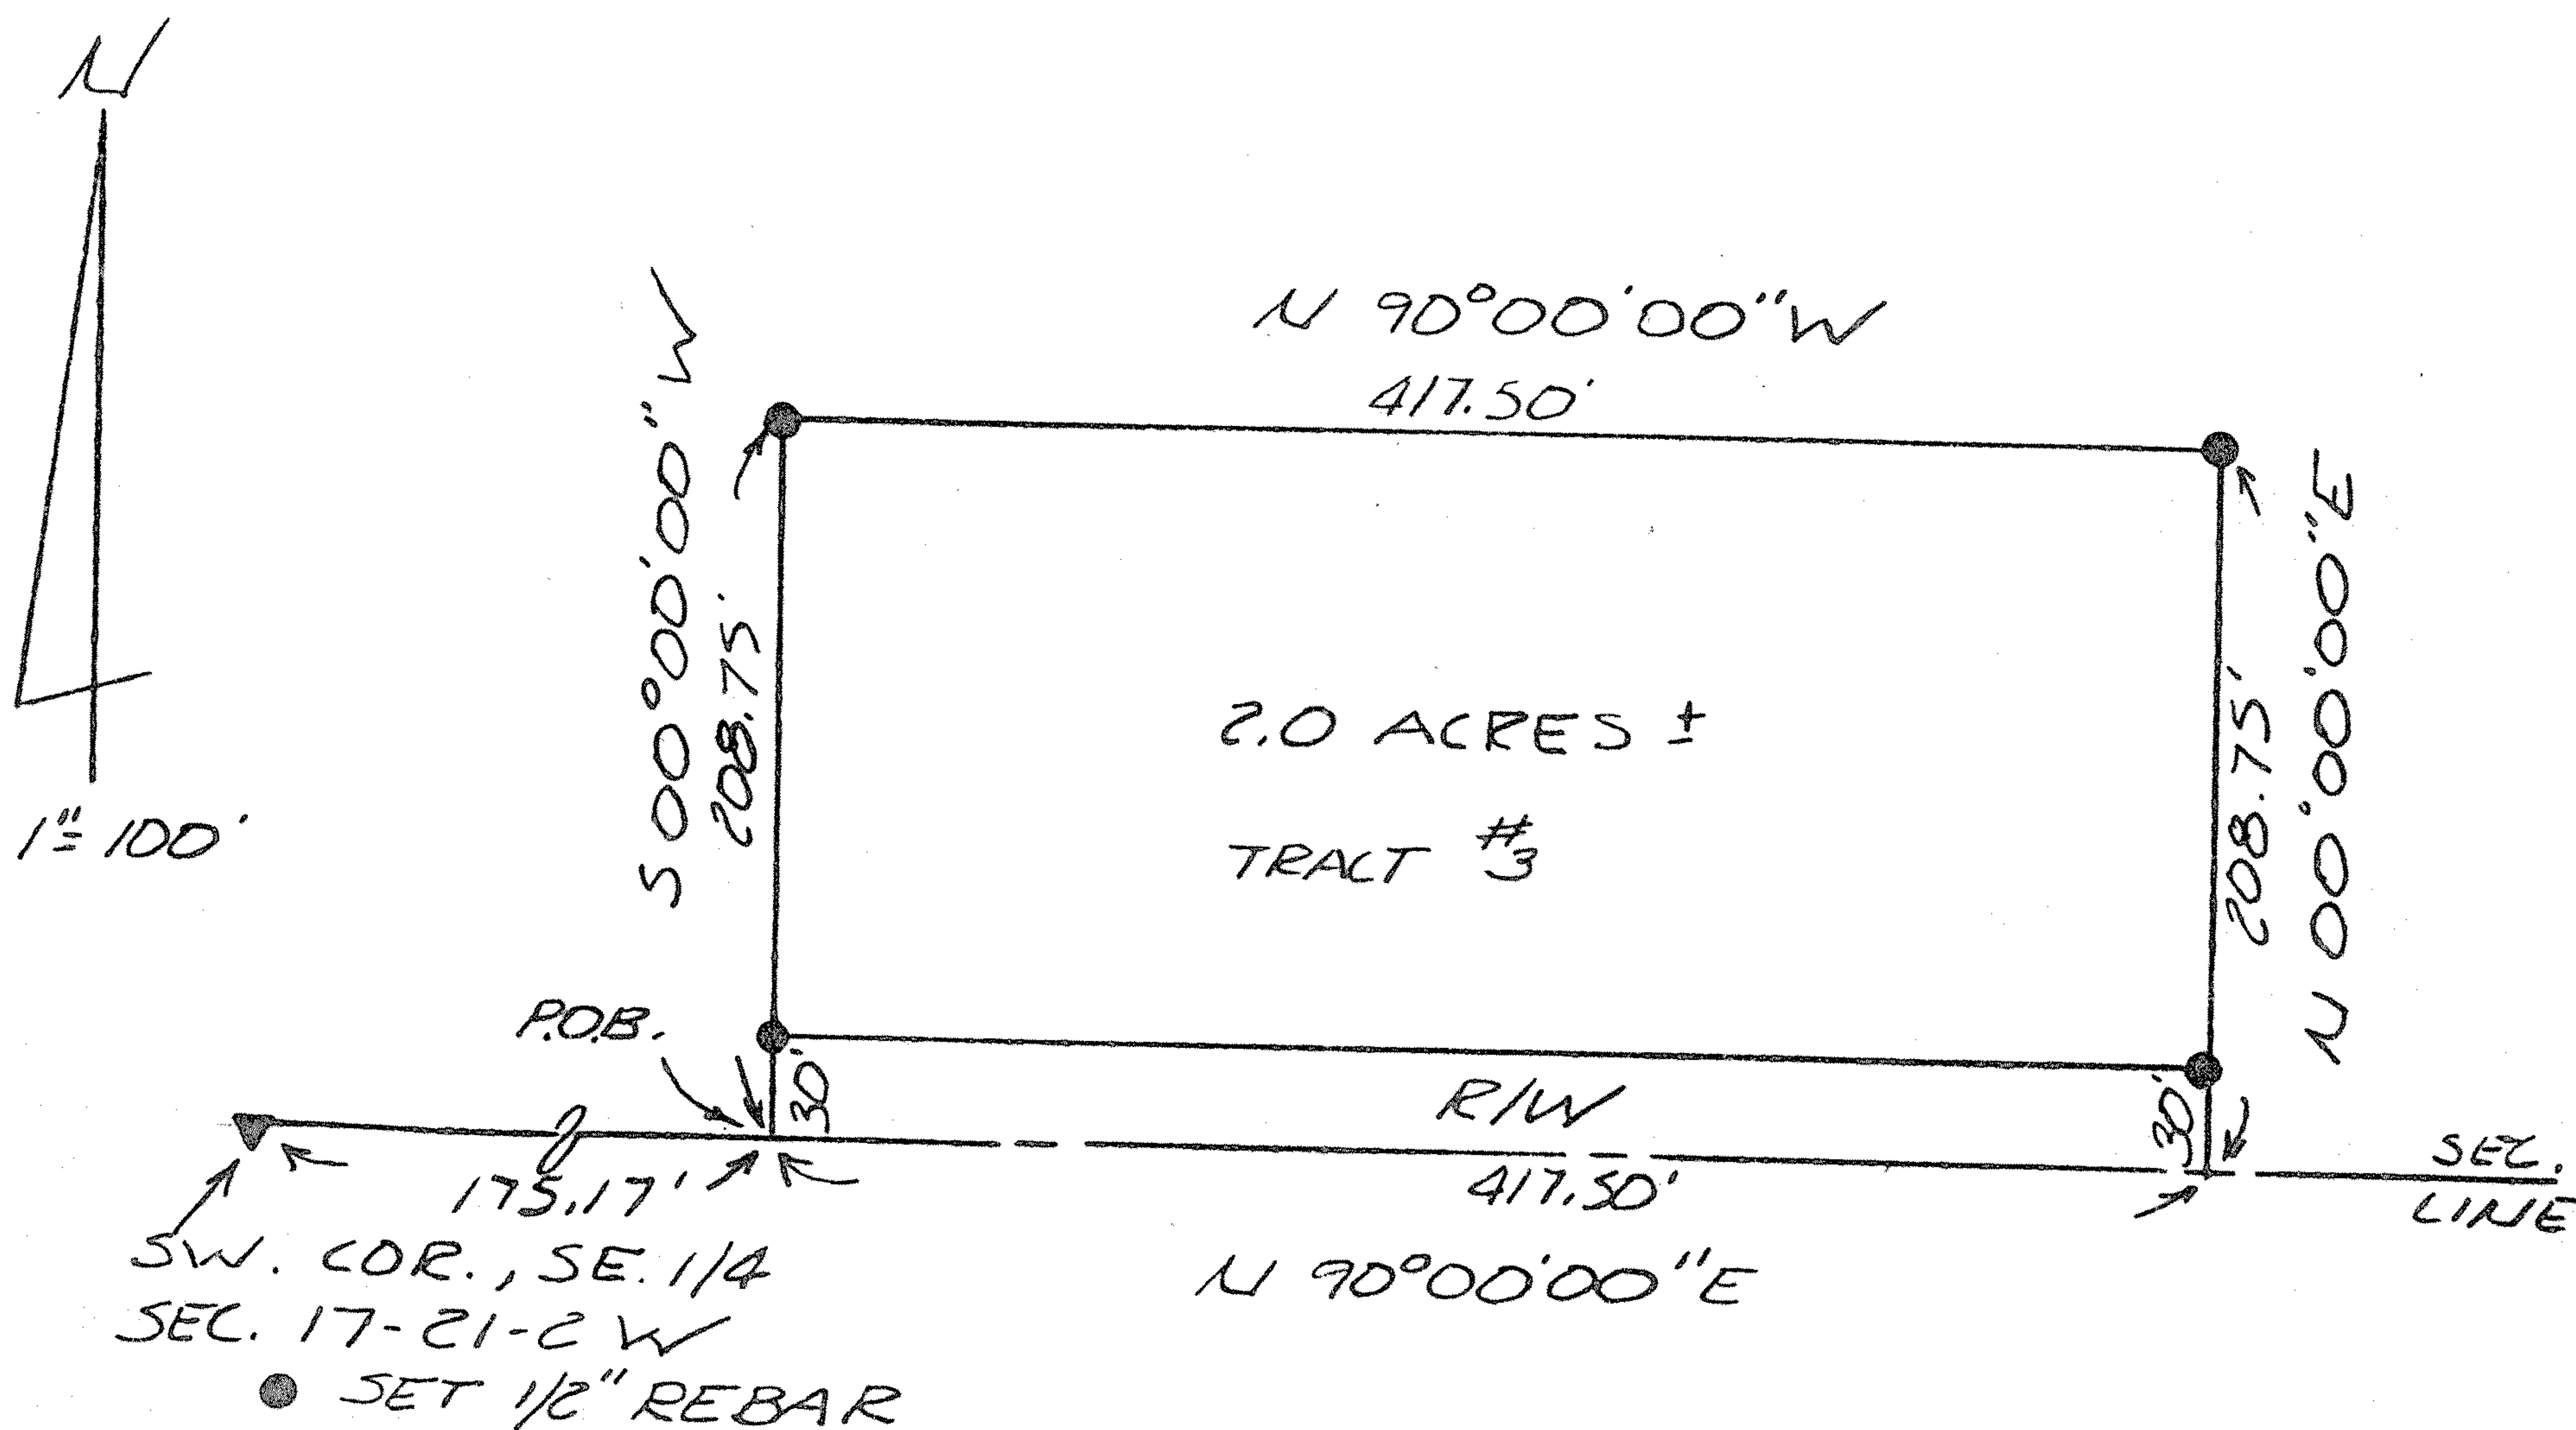 N
1"= 100'
N 90°00'00"W
417.50'
S 00°00'00"W
208.75'
2.0 ACRES ±
TRACT #3
208.75'
N 00°00'00"E
P.O.B.
30'
R/W
30'
175.17'
417.50'
SEC.
LINE
N 90°00'00"E
SW. COR., SE. 1/4
SEC. 17-21-2 W
SET 1/2" REBAR